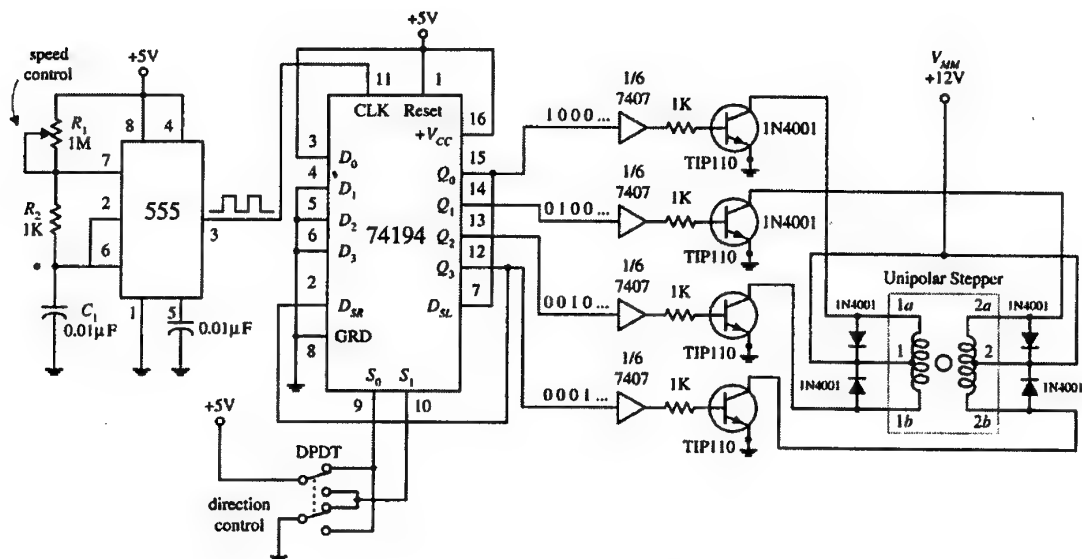 speed
control
+5V
R₁
1M
8
4
7
R₂
1K
2
6
555
3
C₁
0.01µF
1
5
0.01µF
+5V
11
1
CLK
Reset
+V_CC
16
3
D₀
4
D₁
5
D₂
6
D₃
2
D_SR
GRD
8
74194
15
Q₀
14
Q₁
13
Q₂
12
Q₃
7
D_SL
S₀
S₁
9
10
+5V
DPDT
direction
control
1/6
7407
1K
1000...
1N4001
TIP110
1/6
7407
1K
0100...
1N4001
TIP110
1/6
7407
1K
0010...
TIP110
1/6
7407
1K
0001...
TIP110
V_MM
+12V
Unipolar Stepper
1N4001
1a
2a
1N4001
1
2
1N4001
1N4001
1b
2b